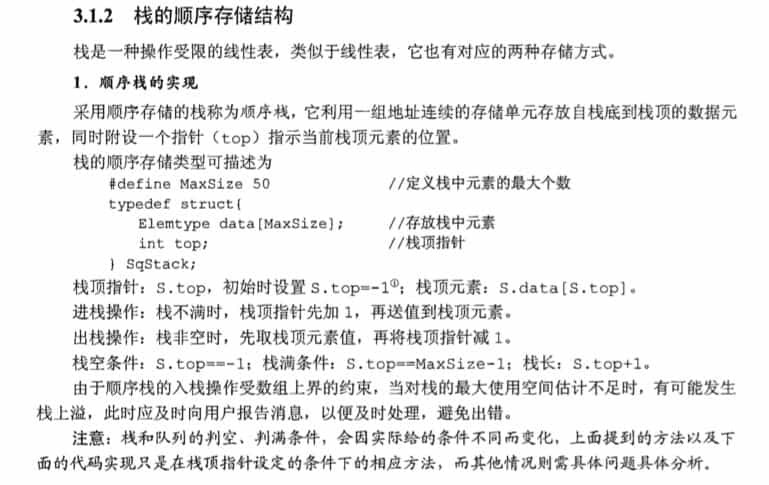 3.1.2 栈的顺序存储结构
栈是一种操作受限的线性表，类似于线性表，它也有对应的两种存储方式。
1．顺序栈的实现
采用顺序存储的栈称为顺序栈，它利用一组地址连续的存储单元存放自栈底到栈顶的数据元
素，同时附设一个指针（top）指示当前栈顶元素的位置。
栈的顺序存储类型可描述为
#define MaxSize 50 //定义栈中元素的最大个数
typedef struct{
Elemtype data[MaxSize]; //存放栈中元素
int top; //栈顶指针
} SqStack;
栈顶指针：S.top，初始时设置 S.top=-1①；栈顶元素：S.data[S.top]。
进栈操作：栈不满时，栈顶指针先加 1，再送值到栈顶元素。
出栈操作：栈非空时，先取栈顶元素值，再将栈顶指针减 1。
栈空条件：S.top==-1；栈满条件：S.top==MaxSize-1；栈长：S.top+1。
由于顺序栈的入栈操作受数组上界的约束，当对栈的最大使用空间估计不足时，有可能发生
栈上溢，此时应及时向用户报告消息，以便及时处理，避免出错。
注意：栈和队列的判空、判满条件，会因实际给的条件不同而变化，上面提到的方法以及下
面的代码实现只是在栈顶指针设定的条件下的相应方法，而其他情况则需具体问题具体分析。